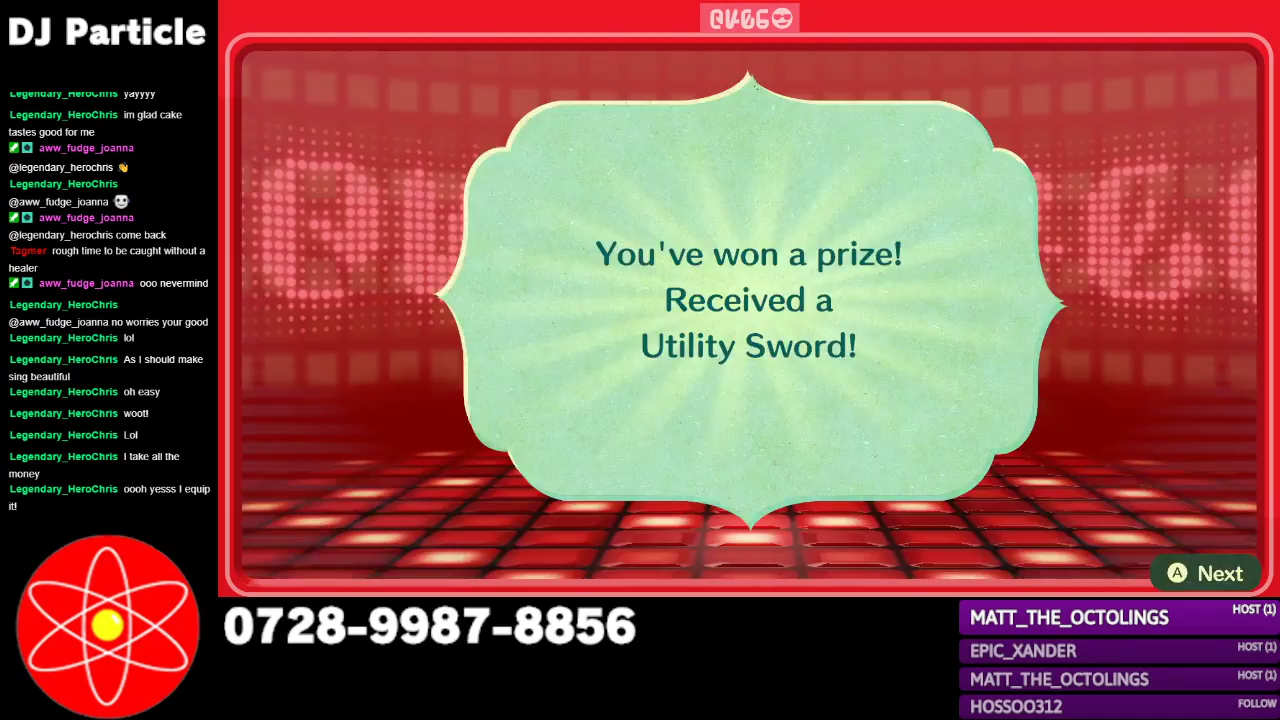 DJ Particle
Legendary_HeroChris yayyyy
Legendary_HeroChris im glad cake
tastes good for me
aww_fudge_joanna
@legendary_herochris 👋
Legendary_HeroChris
@aww_fudge_joanna
aww_fudge_joanna
@legendary_herochris come back
Tagmer rough time to be caught without a
healer
aww_fudge_joanna ooo nevermind
Legendary_HeroChris
@aww_fudge_joanna no worries your good
Legendary_HeroChris lol
Legendary_HeroChris As I should make
sing beautiful
Legendary_HeroChris oh easy
Legendary_HeroChris woot!
Legendary_HeroChris Lol
Legendary_HeroChris I take all the
money
Legendary_HeroChris oooh yesss I equip
it!
You've won a prize!
Received a
Utility Sword!
A Next
0728-9987-8856
MATT_THE_OCTOLINGS HOST (1)
EPIC_XANDER HOST (1)
MATT_THE_OCTOLINGS HOST (1)
HOSSOO312 FOLLOW